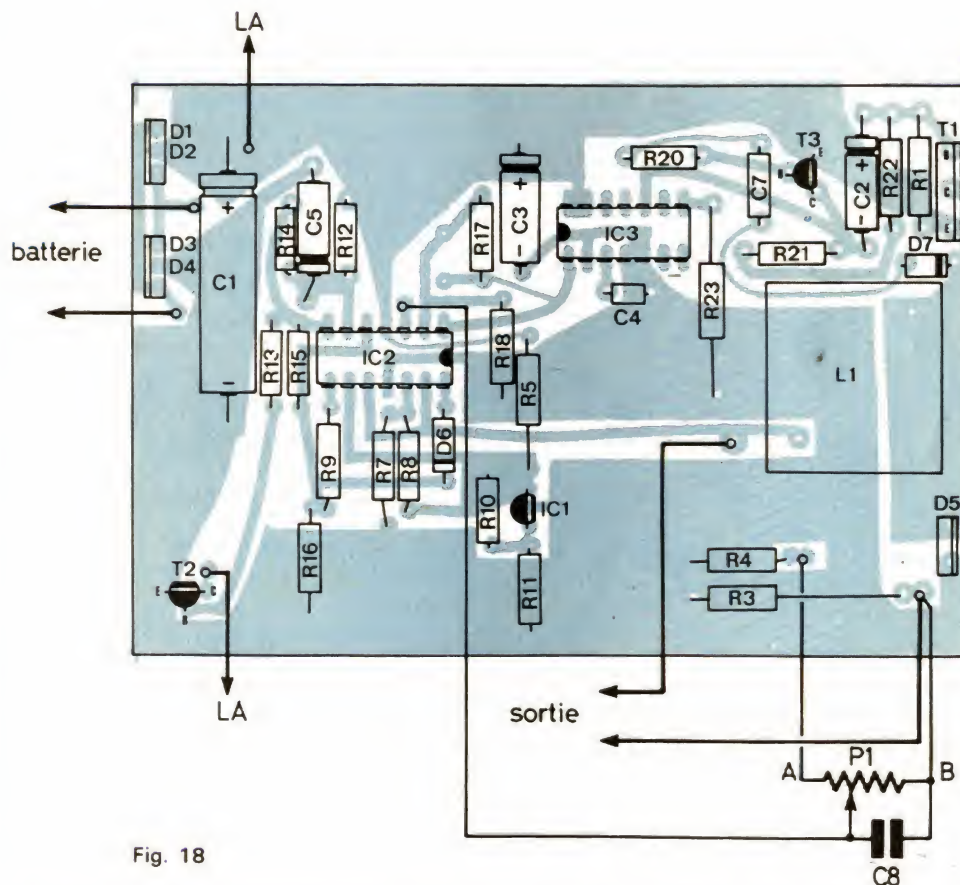 LA
D1
D2
D3
D4
batterie
C1
+
-
R14
C5
R12
R17
C3
+
-
IC3
R20
C7
T3
E
B
C
C2
+
-
R22
R1
T1
B
C
E
D7
R21
R23
C4
L1
R13
R15
IC2
R18
R5
R9
R7
R8
D6
R10
IC1
R11
R16
T2
E
C
B
R4
R3
D5
LA
sortie
A
P1
B
C8
Fig. 18